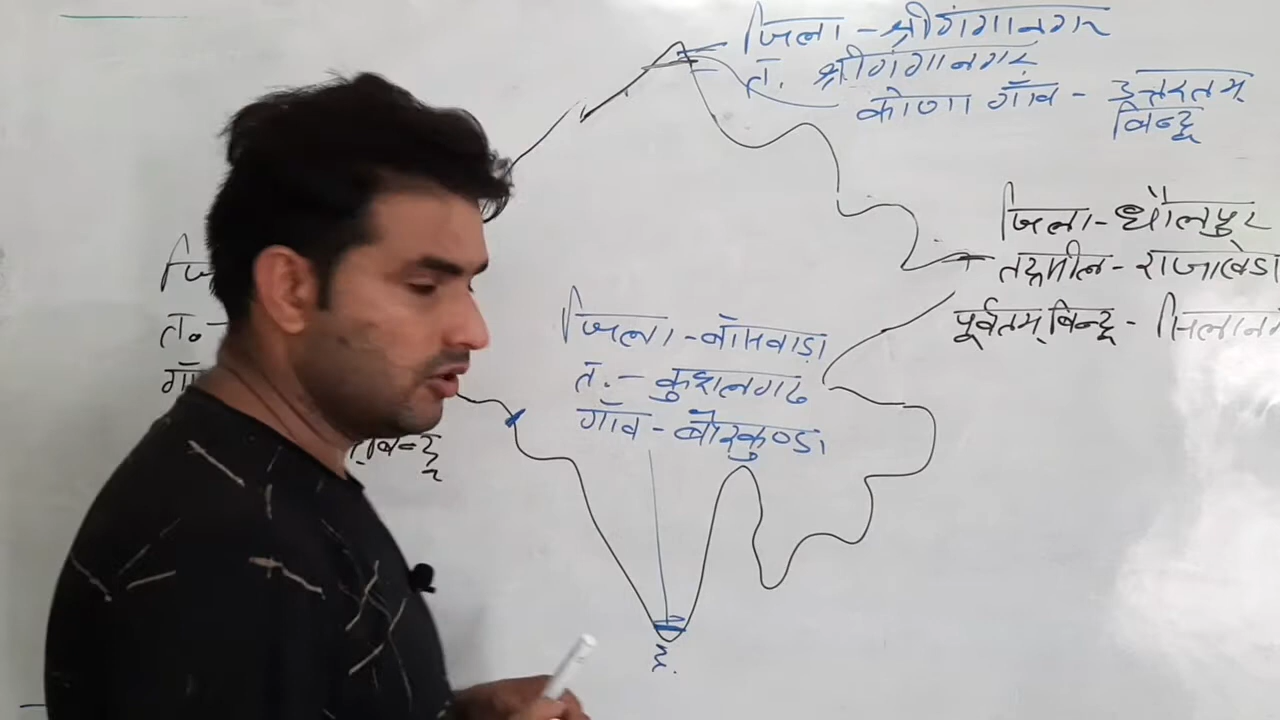 जिला - श्रीगंगानगर
त. श्रीगंगानगर
कोणा गाँव - उत्तरतम्
बिन्दू
जिला - धौलपुर
तहसील - राजाखेडा
पूर्वतम् बिन्दू - सिलान
जिला - बाँसवाडा
त. - कुशलगढ
गाँव - बोरकुण्डा
त॰ -
गाँ
बिन्दू
द.